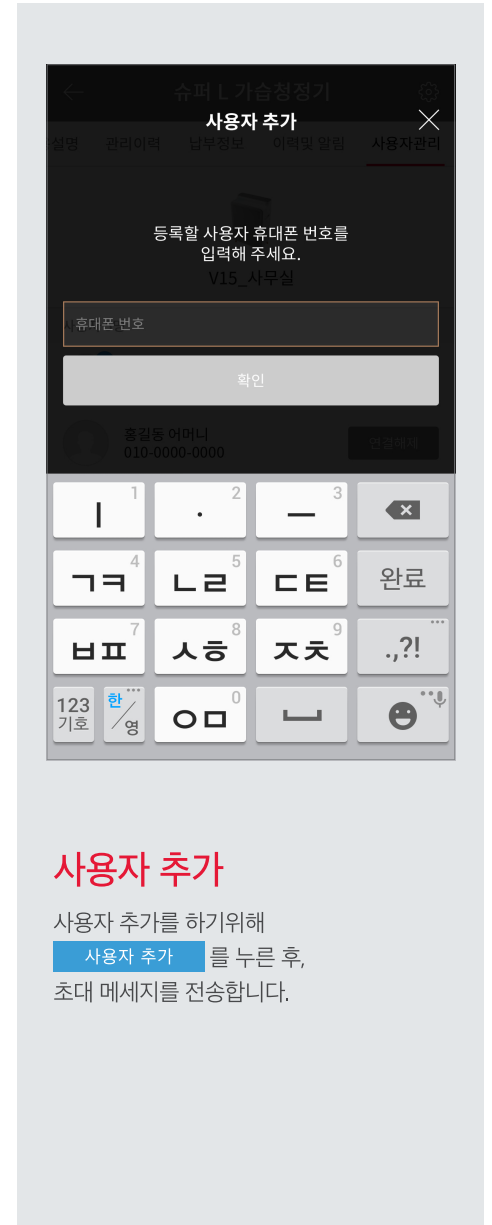 슈퍼 L 가습청정기
사용자 추가
설명 관리이력 납부정보 이력및 알림 사용자관리
등록할 사용자 휴대폰 번호를
입력해 주세요.
V15_사무실
휴대폰 번호
확인
홍길동 어머니
010-0000-0000
연결해제
ㅣ 1 · 2 ㅡ 3
ㄱㅋ 4 ㄴㄹ 5 ㄷㅌ 6 완료
ㅂㅍ 7 ㅅㅎ 8 ㅈㅊ 9 .,?!
123 기호 한/영 ㅇㅁ 0
사용자 추가
사용자 추가를 하기위해
사용자 추가 를 누른 후,
초대 메세지를 전송합니다.